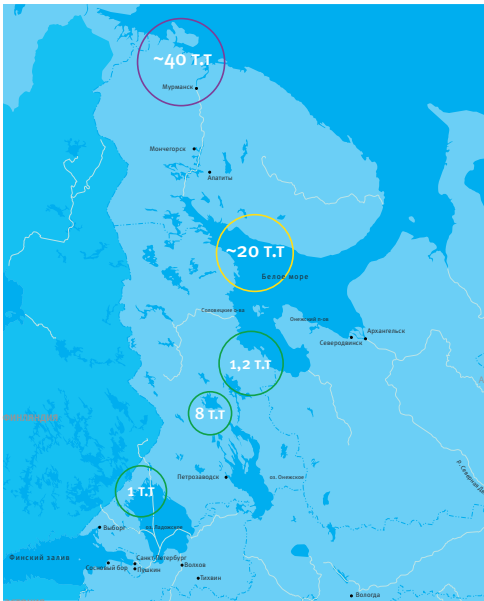 ~40 т.т
Мурманск
Мончегорск
Апатиты
~20 т.т
Белое море
Соловецкие о-ва
Онежский п-ов
Архангельск
Северодвинск
1,2 т.т
8 т.т
Петрозаводск
оз. Онежское
1 т.т
Выборг
оз. Ладожское
Финский залив
Санкт-Петербург
Сосновый бор
Пушкин
Волхов
Тихвин
Вологда